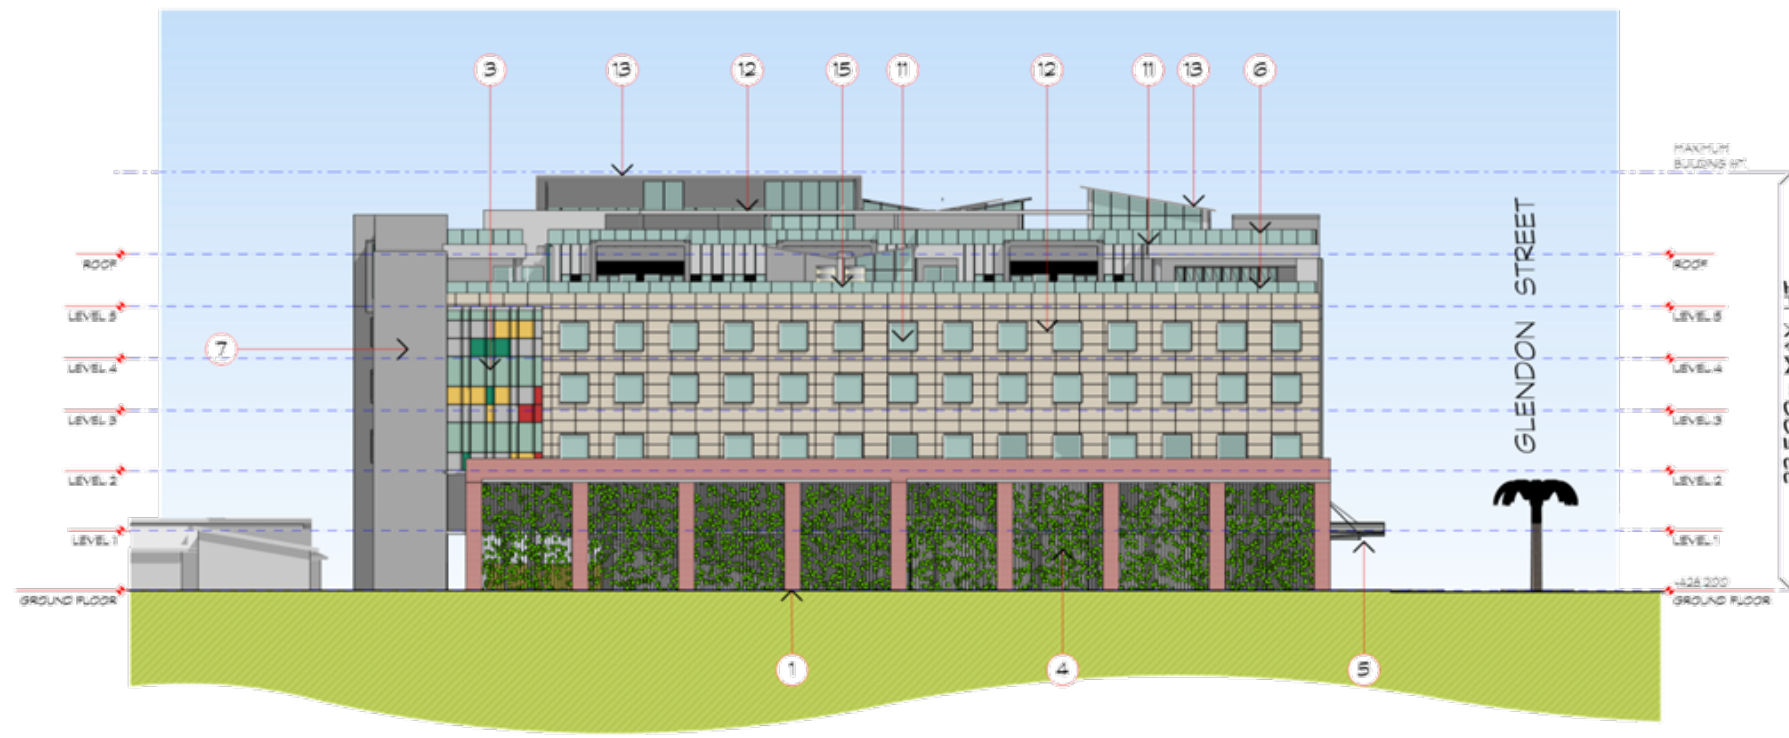 3 13 12 15 11 12 11 13 6
MAXIMUM
BUILDING HT.
GLENDON STREET
ROOF
ROOF
LEVEL 5
LEVEL 5
7
LEVEL 4
LEVEL 4
LEVEL 3
LEVEL 3
LEVEL 2
LEVEL 2
LEVEL 1
LEVEL 1
GROUND FLOOR
GROUND FLOOR
1 4 5